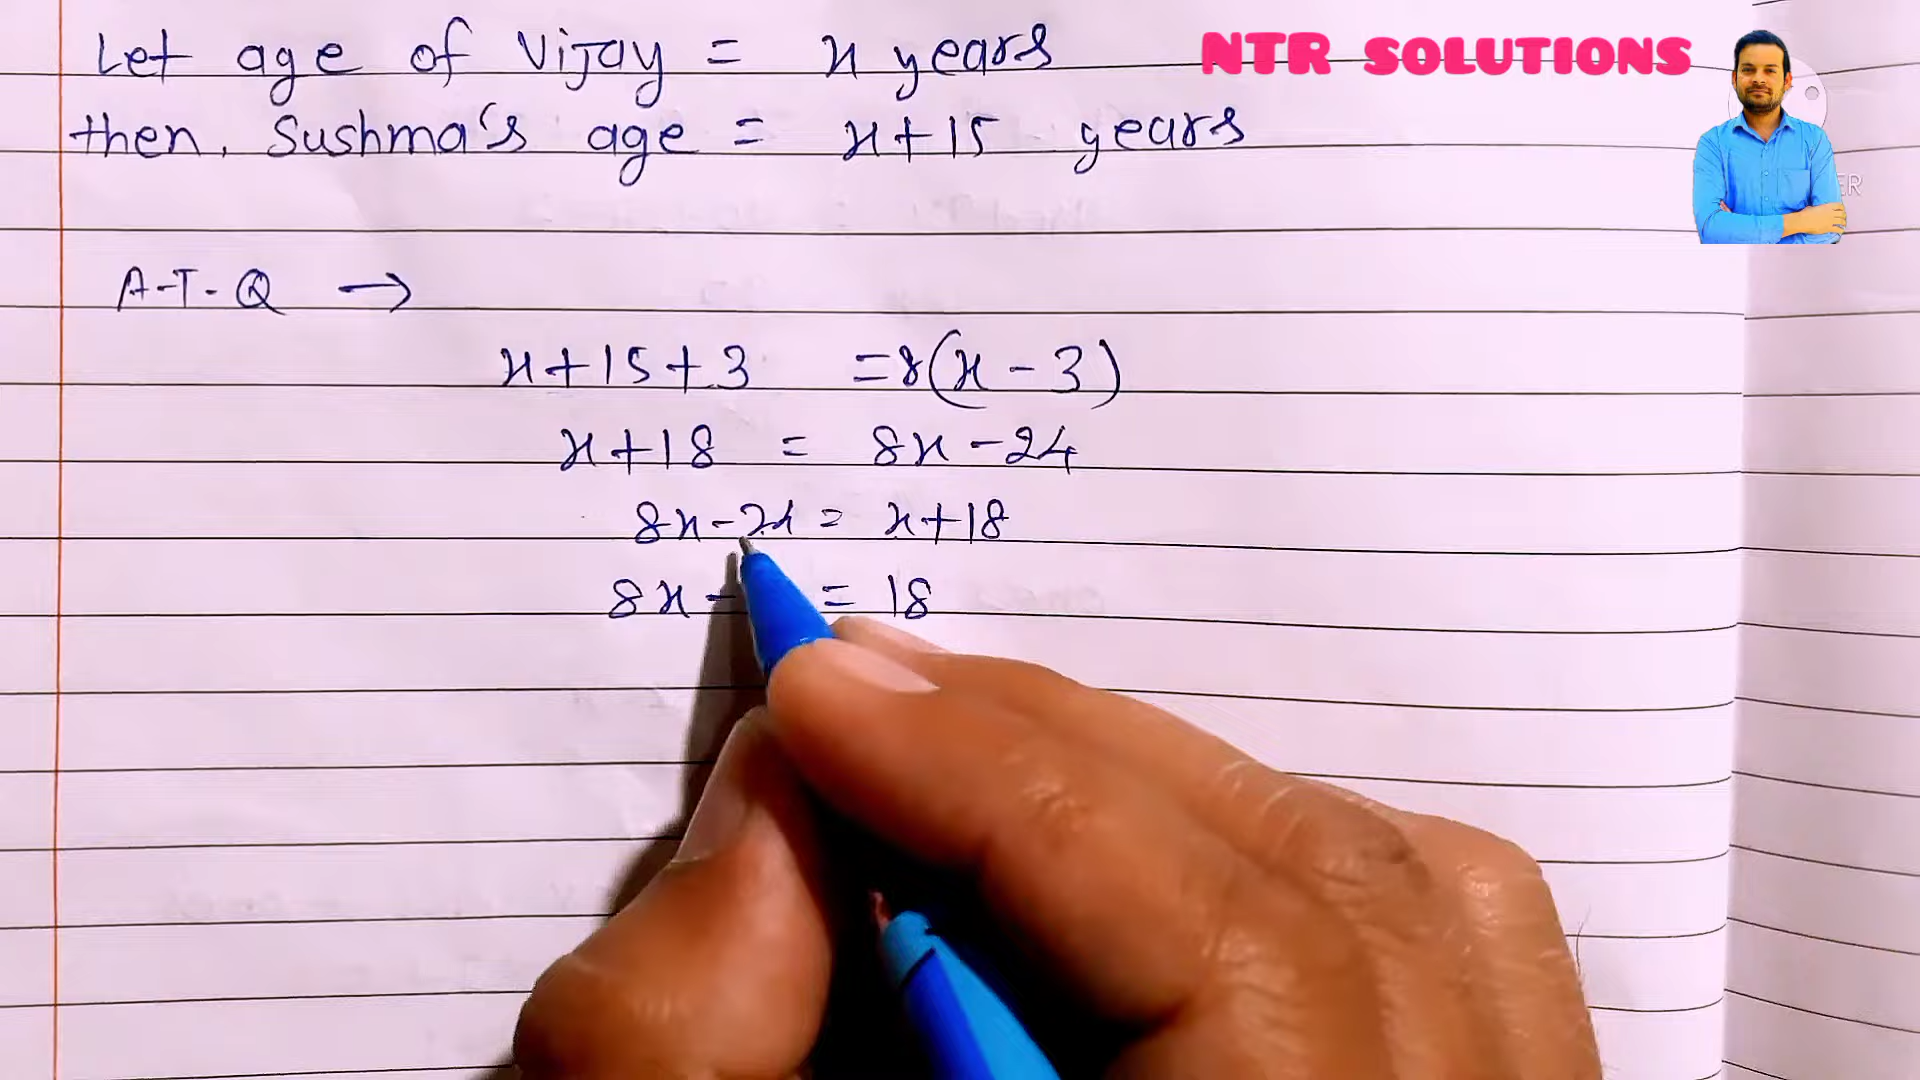 Let age of Vijay = x years
NTR SOLUTIONS
then, Sushma's age = x+15 years
ER
A-T-Q →
x+15+3 =8(x-3)
x+18 = 8x-24
8x-24 = x+18
8x- = 18